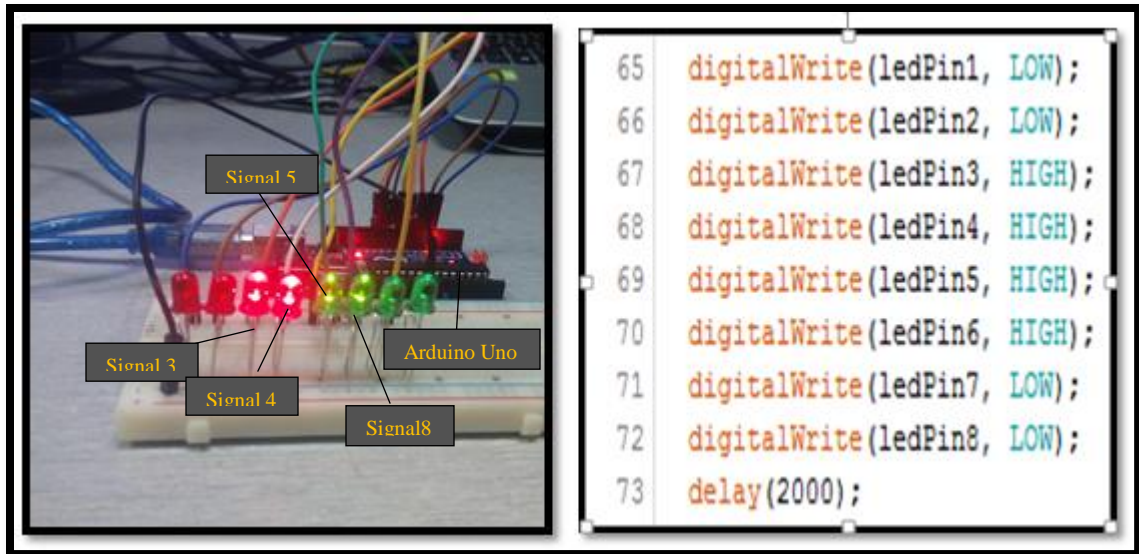 Signal 5
Signal 3
Signal 4
Signal8
Arduino Uno
65 digitalWrite(ledPin1, LOW);
66 digitalWrite(ledPin2, LOW);
67 digitalWrite(ledPin3, HIGH);
68 digitalWrite(ledPin4, HIGH);
69 digitalWrite(ledPin5, HIGH);
70 digitalWrite(ledPin6, HIGH);
71 digitalWrite(ledPin7, LOW);
72 digitalWrite(ledPin8, LOW);
73 delay(2000);